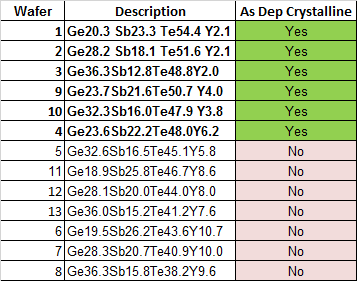 Wafer Description As Dep Crystalline
1 Ge20.3 Sb23.3 Te54.4 Y2.1 Yes
2 Ge28.2 Sb18.1 Te51.6 Y2.1 Yes
3 Ge36.3Sb12.8Te48.8Y2.0 Yes
9 Ge23.7Sb21.6Te50.7 Y4.0 Yes
10 Ge32.3Sb16.0Te47.9 Y3.8 Yes
4 Ge23.6Sb22.2Te48.0Y6.2 Yes
5 Ge32.6Sb16.5Te45.1Y5.8 No
11 Ge18.9Sb25.8Te46.7Y8.6 No
12 Ge28.1Sb20.0Te44.0Y8.0 No
13 Ge36.0Sb15.2Te41.2Y7.6 No
6 Ge19.5Sb26.2Te43.6Y10.7 No
7 Ge28.3Sb20.7Te40.9Y10.0 No
8 Ge36.3Sb15.8Te38.2Y9.6 No